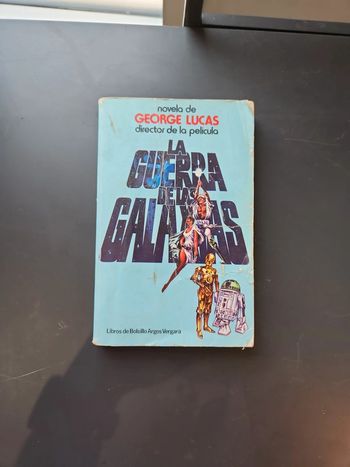 novela de
GEORGE LUCAS
director de la película
LA
GUERRA
DE LAS
GALAXIAS
Libros de Bolsillo Argos Vergara